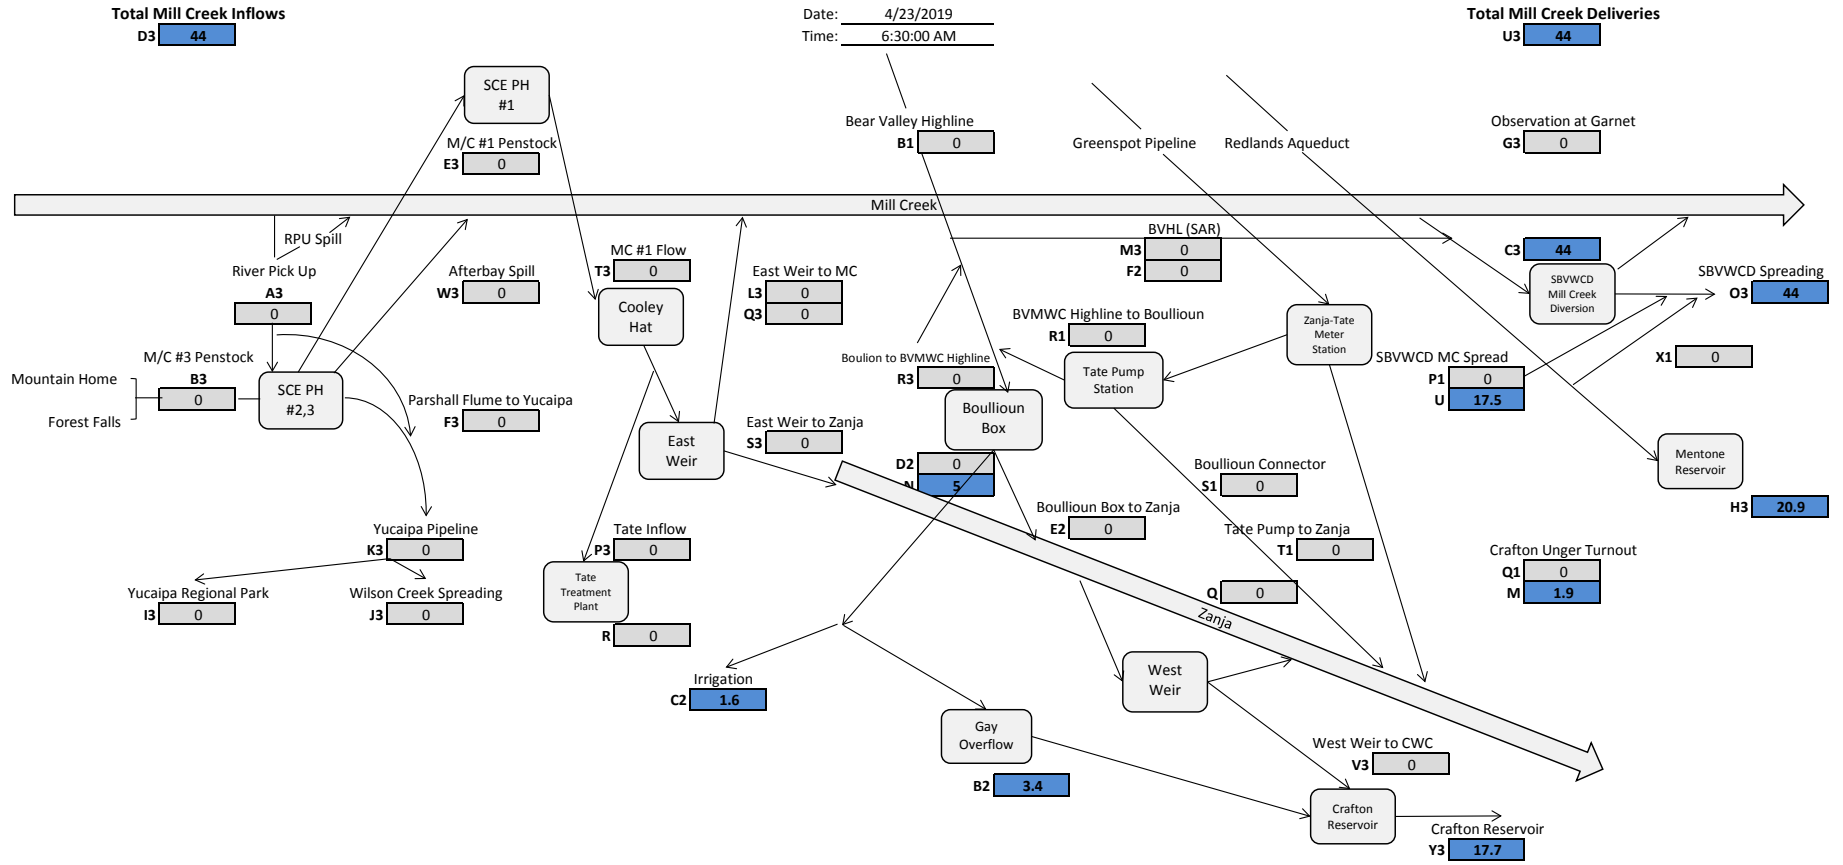 Total Mill Creek Inflows
D3 44
Date: 4/23/2019
Time: 6:30:00 AM
Total Mill Creek Deliveries
U3 44
SCE PH
#1
M/C #1 Penstock
E3 0
Bear Valley Highline
B1 0
Greenspot Pipeline
Redlands Aqueduct
Observation at Garnet
G3 0
Mill Creek
RPU Spill
River Pick Up
A3
0
Afterbay Spill
W3 0
MC #1 Flow
T3 0
Cooley
Hat
East Weir to MC
L3 0
Q3 0
BVHL (SAR)
M3 0
F2 0
C3 44
SBVWCD
Mill Creek
Diversion
SBVWCD Spreading
O3 44
BVMWC Highline to Boullioun
R1 0
Zanja-Tate
Meter
Station
M/C #3 Penstock
B3
0
Mountain Home
Forest Falls
SCE PH
#2,3
Parshall Flume to Yucaipa
F3 0
Boulion to BVMWC Highline
R3 0
Tate Pump
Station
SBVWCD MC Spread
P1 0
U 17.5
X1 0
Boullioun
Box
East
Weir
East Weir to Zanja
S3 0
D2 0
N 5
Boullioun Connector
S1 0
Mentone
Reservoir
H3 20.9
Yucaipa Pipeline
K3 0
Tate Inflow
P3 0
Boullioun Box to Zanja
E2 0
Tate Pump to Zanja
T1 0
Crafton Unger Turnout
Q1 0
M 1.9
Yucaipa Regional Park
I3 0
Wilson Creek Spreading
J3 0
Tate
Treatment
Plant
R 0
Q 0
Zanja
Irrigation
C2 1.6
West
Weir
Gay
Overflow
B2 3.4
West Weir to CWC
V3 0
Crafton
Reservoir
Crafton Reservoir
Y3 17.7